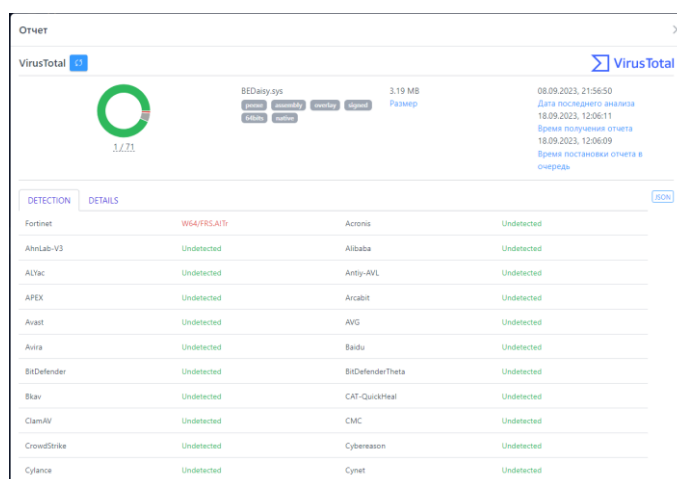 Отчет
VirusTotal
VirusTotal
BEDaisy.sys
peexe assembly overlay signed
64bits native
3.19 MB
Размер
08.09.2023, 21:56:50
Дата последнего анализа
18.09.2023, 12:06:11
Время получения отчета
18.09.2023, 12:06:09
Время постановки отчета в
очередь
1 / 71
DETECTION DETAILS
JSON
Fortinet W64/FRS.A!Tr Acronis Undetected
AhnLab-V3 Undetected Alibaba Undetected
ALYac Undetected Antiy-AVL Undetected
APEX Undetected Arcabit Undetected
Avast Undetected AVG Undetected
Avira Undetected Baidu Undetected
BitDefender Undetected BitDefenderTheta Undetected
Bkav Undetected CAT-QuickHeal Undetected
ClamAV Undetected CMC Undetected
CrowdStrike Undetected Cybereason Undetected
Cylance Undetected Cynet Undetected